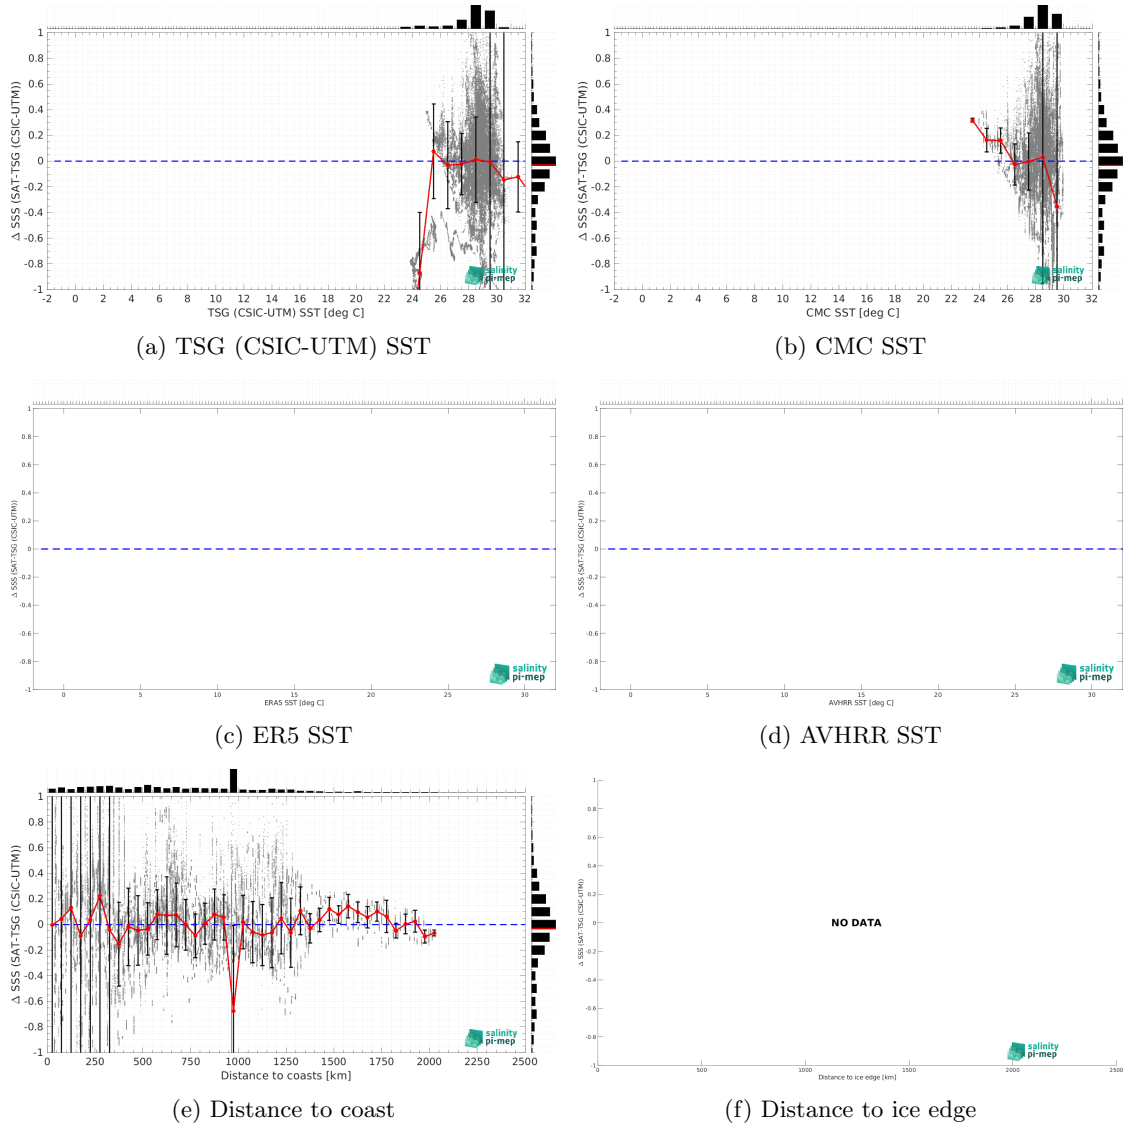 1
0.8
0.6
0.4
0.2
0
-0.2
-0.4
-0.6
-0.8
-1
Δ SSS (SAT-TSG (CSIC-UTM))
-2 0 2 4 6 8 10 12 14 16 18 20 22 24 26 28 30 32
TSG (CSIC-UTM) SST [deg C]
salinity
pi-mep
(a) TSG (CSIC-UTM) SST
1
0.8
0.6
0.4
0.2
0
-0.2
-0.4
-0.6
-0.8
-1
Δ SSS (SAT-TSG (CSIC-UTM))
-2 0 2 4 6 8 10 12 14 16 18 20 22 24 26 28 30 32
CMC SST [deg C]
salinity
pi-mep
(b) CMC SST
1
0.8
0.6
0.4
0.2
0
-0.2
-0.4
-0.6
-0.8
-1
Δ SSS (SAT-TSG (CSIC-UTM))
0 5 10 15 20 25 30
ERA5 SST [deg C]
salinity
pi-mep
(c) ER5 SST
1
0.8
0.6
0.4
0.2
0
-0.2
-0.4
-0.6
-0.8
-1
Δ SSS (SAT-TSG (CSIC-UTM))
0 5 10 15 20 25 30
AVHRR SST [deg C]
salinity
pi-mep
(d) AVHRR SST
1
0.8
0.6
0.4
0.2
0
-0.2
-0.4
-0.6
-0.8
-1
Δ SSS (SAT-TSG (CSIC-UTM))
0 250 500 750 1000 1250 1500 1750 2000 2250 2500
Distance to coasts [km]
salinity
pi-mep
(e) Distance to coast
1
0.8
0.6
0.4
0.2
0
-0.2
-0.4
-0.6
-0.8
-1
Δ SSS (SAT-TSG (CSIC-UTM))
NO DATA
0 500 1000 1500 2000 2500
Distance to ice edge [km]
salinity
pi-mep
(f) Distance to ice edge